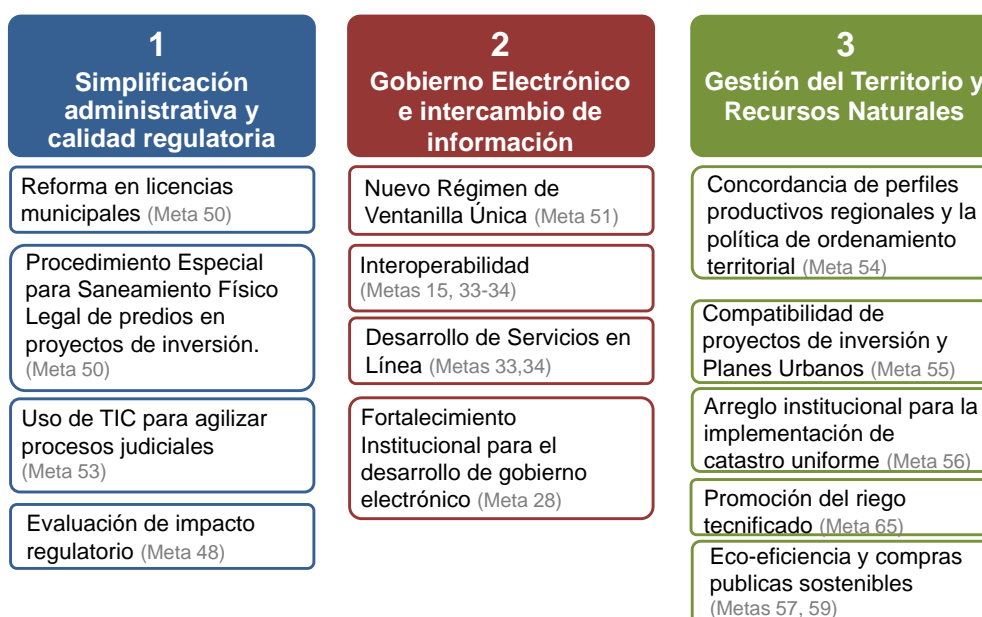 1
Simplificación
administrativa y
calidad regulatoria
Reforma en licencias
municipales (Meta 50)
Procedimiento Especial
para Saneamiento Físico
Legal de predios en
proyectos de inversión.
(Meta 50)
Uso de TIC para agilizar
procesos judiciales
(Meta 53)
Evaluación de impacto
regulatorio (Meta 48)
2
Gobierno Electrónico
e intercambio de
información
Nuevo Régimen de
Ventanilla Única (Meta 51)
Interoperabilidad
(Metas 15, 33-34)
Desarrollo de Servicios en
Línea (Metas 33,34)
Fortalecimiento
Institucional para el
desarrollo de gobierno
electrónico (Meta 28)
3
Gestión del Territorio y
Recursos Naturales
Concordancia de perfiles
productivos regionales y la
política de ordenamiento
territorial (Meta 54)
Compatibilidad de
proyectos de inversión y
Planes Urbanos (Meta 55)
Arreglo institucional para la
implementación de
catastro uniforme (Meta 56)
Promoción del riego
tecnificado (Meta 65)
Eco-eficiencia y compras
publicas sostenibles
(Metas 57, 59)